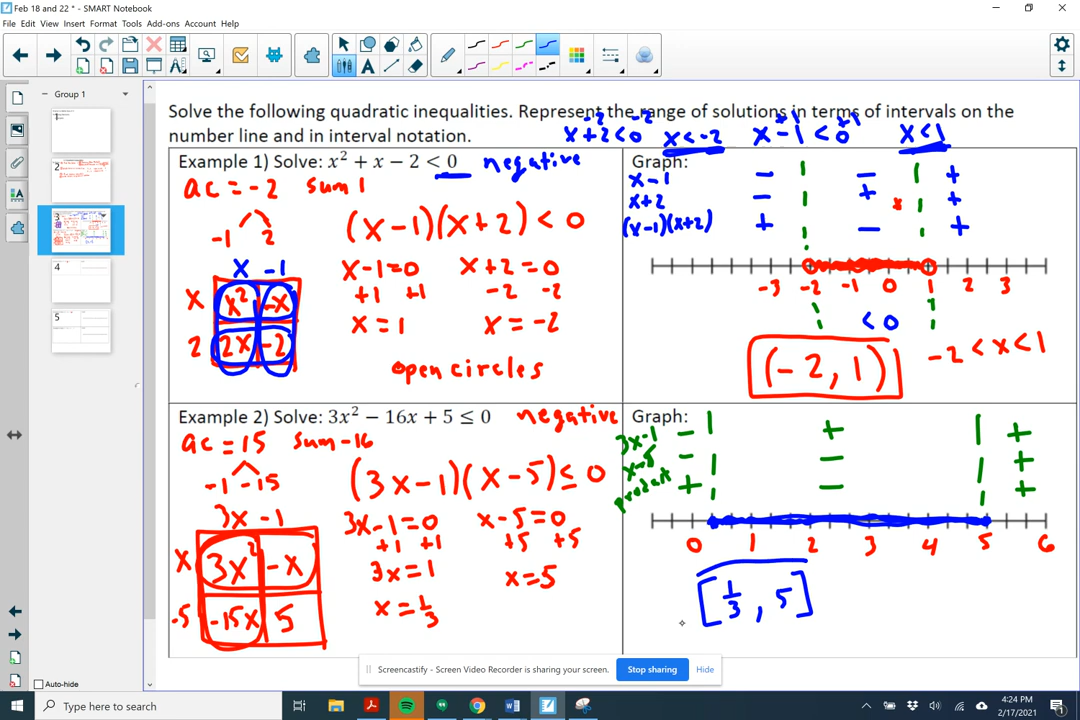 Feb 18 and 22 * - SMART Notebook
File Edit View Insert Format Tools Add-ons Account Help
Group 1
2
3
4
5
Auto-hide
Solve the following quadratic inequalities. Represent the range of solutions in terms of intervals on the
number line and in interval notation.
-2 -2 +1 +1
x+2<0 x<-2 x-1<0 x<1
Example 1) Solve: x² + x − 2 < 0 negative
ac = -2 sum 1
-1 2
x -1
x x² -x
2 2x -2
(x-1)(x+2) < 0
x-1=0 x+2=0
+1 +1 -2 -2
x = 1 x = -2
open circles
Graph:
x-1 - - +
x+2 - + +
(x-1)(x+2) + - +
-3 -2 -1 0 1 2 3
< 0
(-2, 1) -2 < x < 1
Example 2) Solve: 3x² − 16x + 5 ≤ 0 negative
ac = 15 sum -16
-1 -15
3x -1
x 3x² -x
-5 -15x 5
(3x-1)(x-5) ≤ 0
3x-1=0 x-5=0
+1 +1 +5 +5
3x = 1 x=5
x = 1/3
Graph:
3x-1 - + +
x-5 - - +
product + - +
0 1 2 3 4 5 6
[1/3, 5]
Screencastify - Screen Video Recorder is sharing your screen. Stop sharing Hide
Type here to search
4:24 PM
2/17/2021